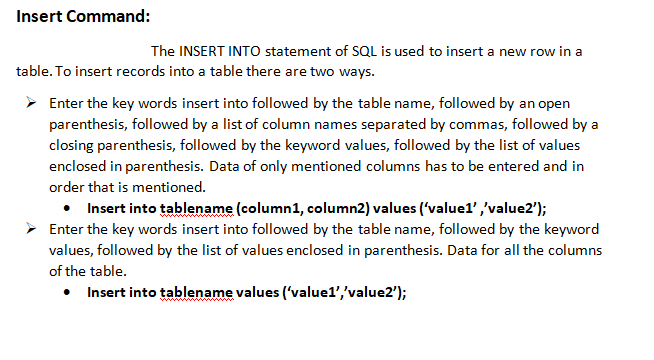 Insert Command:
The INSERT INTO statement of SQL is used to insert a new row in a
table. To insert records into a table there are two ways.
➢ Enter the key words insert into followed by the table name, followed by an open
parenthesis, followed by a list of column names separated by commas, followed by a
closing parenthesis, followed by the keyword values, followed by the list of values
enclosed in parenthesis. Data of only mentioned columns has to be entered and in
order that is mentioned.
• Insert into tablename (column1, column2) values (‘value1’ ,’value2’);
➢ Enter the key words insert into followed by the table name, followed by the keyword
values, followed by the list of values enclosed in parenthesis. Data for all the columns
of the table.
• Insert into tablename values (‘value1’,’value2’);